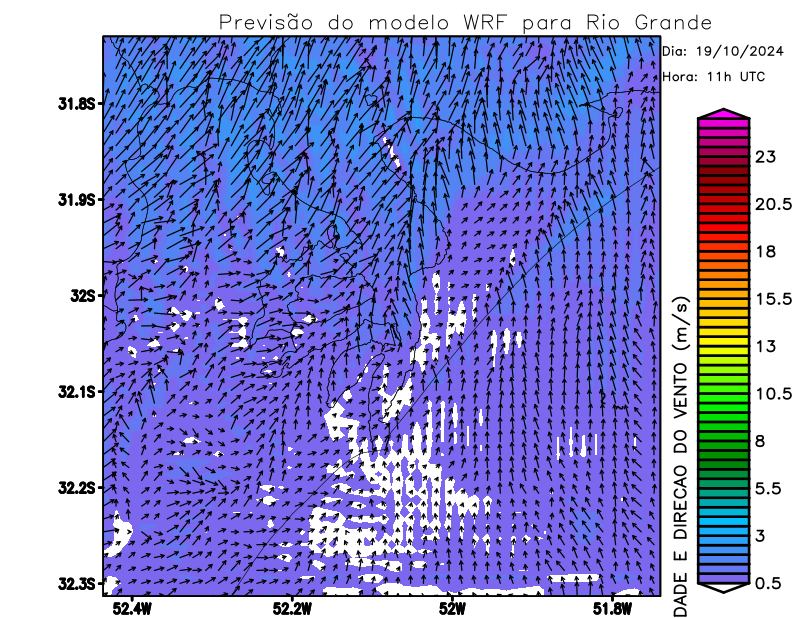 Previsão do modelo WRF para Rio Grande
Dia: 19/10/2024
Hora: 11h UTC
31.8S
31.9S
32S
32.1S
32.2S
32.3S
52.4W
52.2W
52W
51.8W
23
20.5
18
15.5
13
10.5
8
5.5
3
0.5
DADE E DIRECAO DO VENTO (m/s)